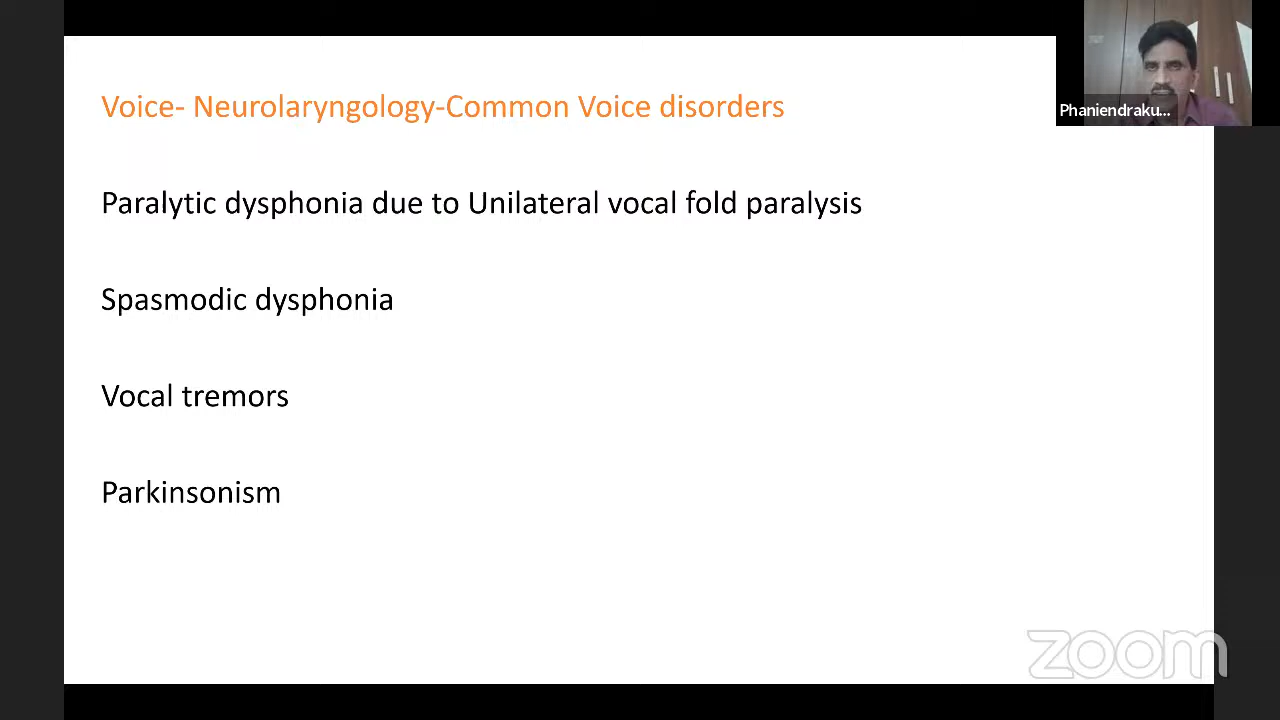 Voice- Neurolaryngology-Common Voice disorders
Phaniendraku...
Paralytic dysphonia due to Unilateral vocal fold paralysis
Spasmodic dysphonia
Vocal tremors
Parkinsonism
zoom